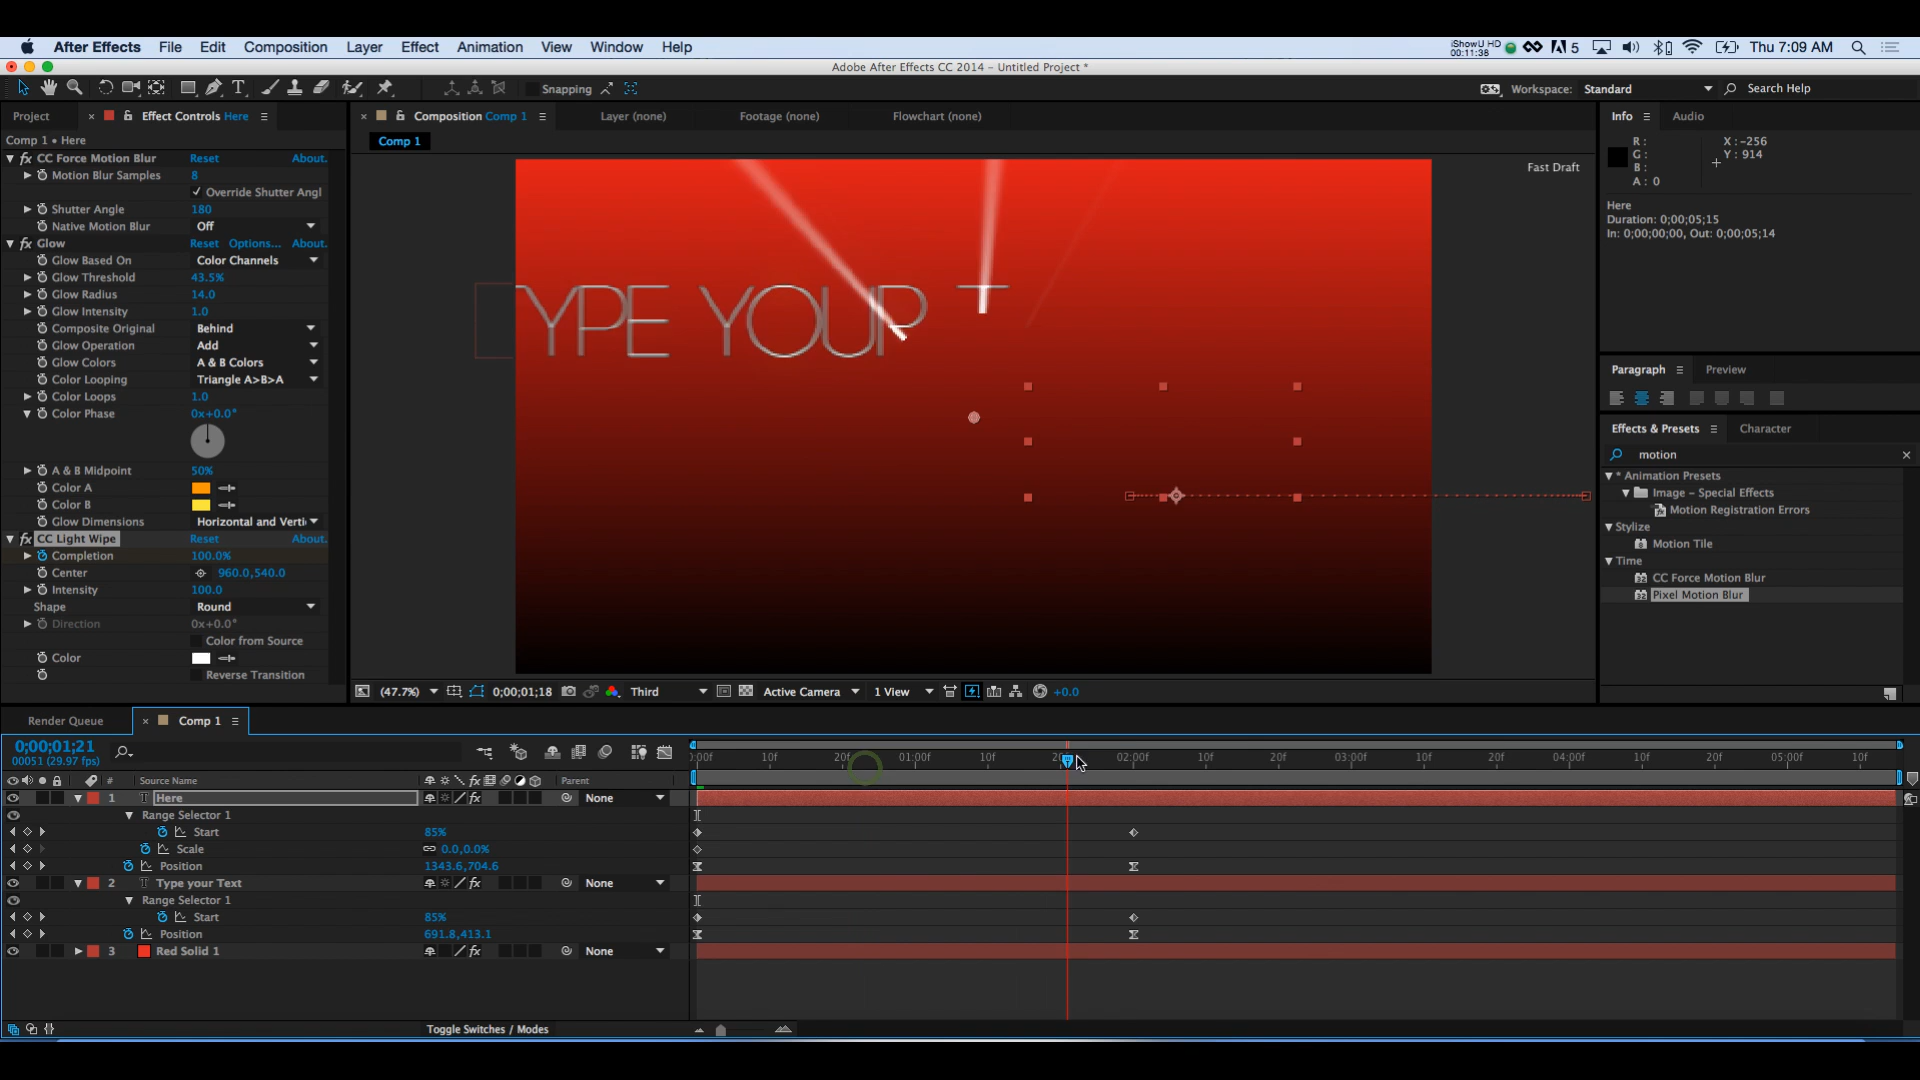 After Effects File Edit Composition Layer Effect Animation View Window Help
iShowU HD
00:11:38
5
Thu 7:09 AM
Adobe After Effects CC 2014 – Untitled Project *
Snapping
Workspace: Standard
Search Help
Project
Effect Controls Here
Composition Comp 1
Layer (none)
Footage (none)
Flowchart (none)
Info
Audio
Comp 1 • Here
Comp 1
CC Force Motion Blur Reset About.
Motion Blur Samples 8
Override Shutter Angl
Shutter Angle 180
Native Motion Blur Off
Glow Reset Options... About.
Glow Based On Color Channels
Glow Threshold 43.5%
Glow Radius 14.0
Glow Intensity 1.0
Composite Original Behind
Glow Operation Add
Glow Colors A & B Colors
Color Looping Triangle A>B>A
Color Loops 1.0
Color Phase 0x+0.0°
A & B Midpoint 50%
Color A
Color B
Glow Dimensions Horizontal and Verti
CC Light Wipe Reset About.
Completion 100.0%
Center 960.0,540.0
Intensity 100.0
Shape Round
Direction 0x+0.0°
Color from Source
Color
Reverse Transition
Fast Draft
TYPE YOUR T
(47.7%) 0;00;01;18 Third Active Camera 1 View +0.0
R :
G :
B :
A : 0
X : -256
Y : 914
Here
Duration: 0;00;05;15
In: 0;00;00;00, Out: 0;00;05;14
Paragraph
Preview
Effects & Presets
Character
motion
* Animation Presets
Image – Special Effects
Motion Registration Errors
Stylize
Motion Tile
Time
CC Force Motion Blur
Pixel Motion Blur
Render Queue
Comp 1
0;00;01;21
00051 (29.97 fps)
:00f 10f 20f 01:00f 10f 20f 02:00f 10f 20f 03:00f 10f 20f 04:00f 10f 20f 05:00f 10f
# Source Name Parent
1 T Here None
Range Selector 1
Start 85%
Scale 0.0,0.0%
Position 1343.6,704.6
2 T Type your Text None
Range Selector 1
Start 85%
Position 691.8,413.1
3 Red Solid 1 None
Toggle Switches / Modes